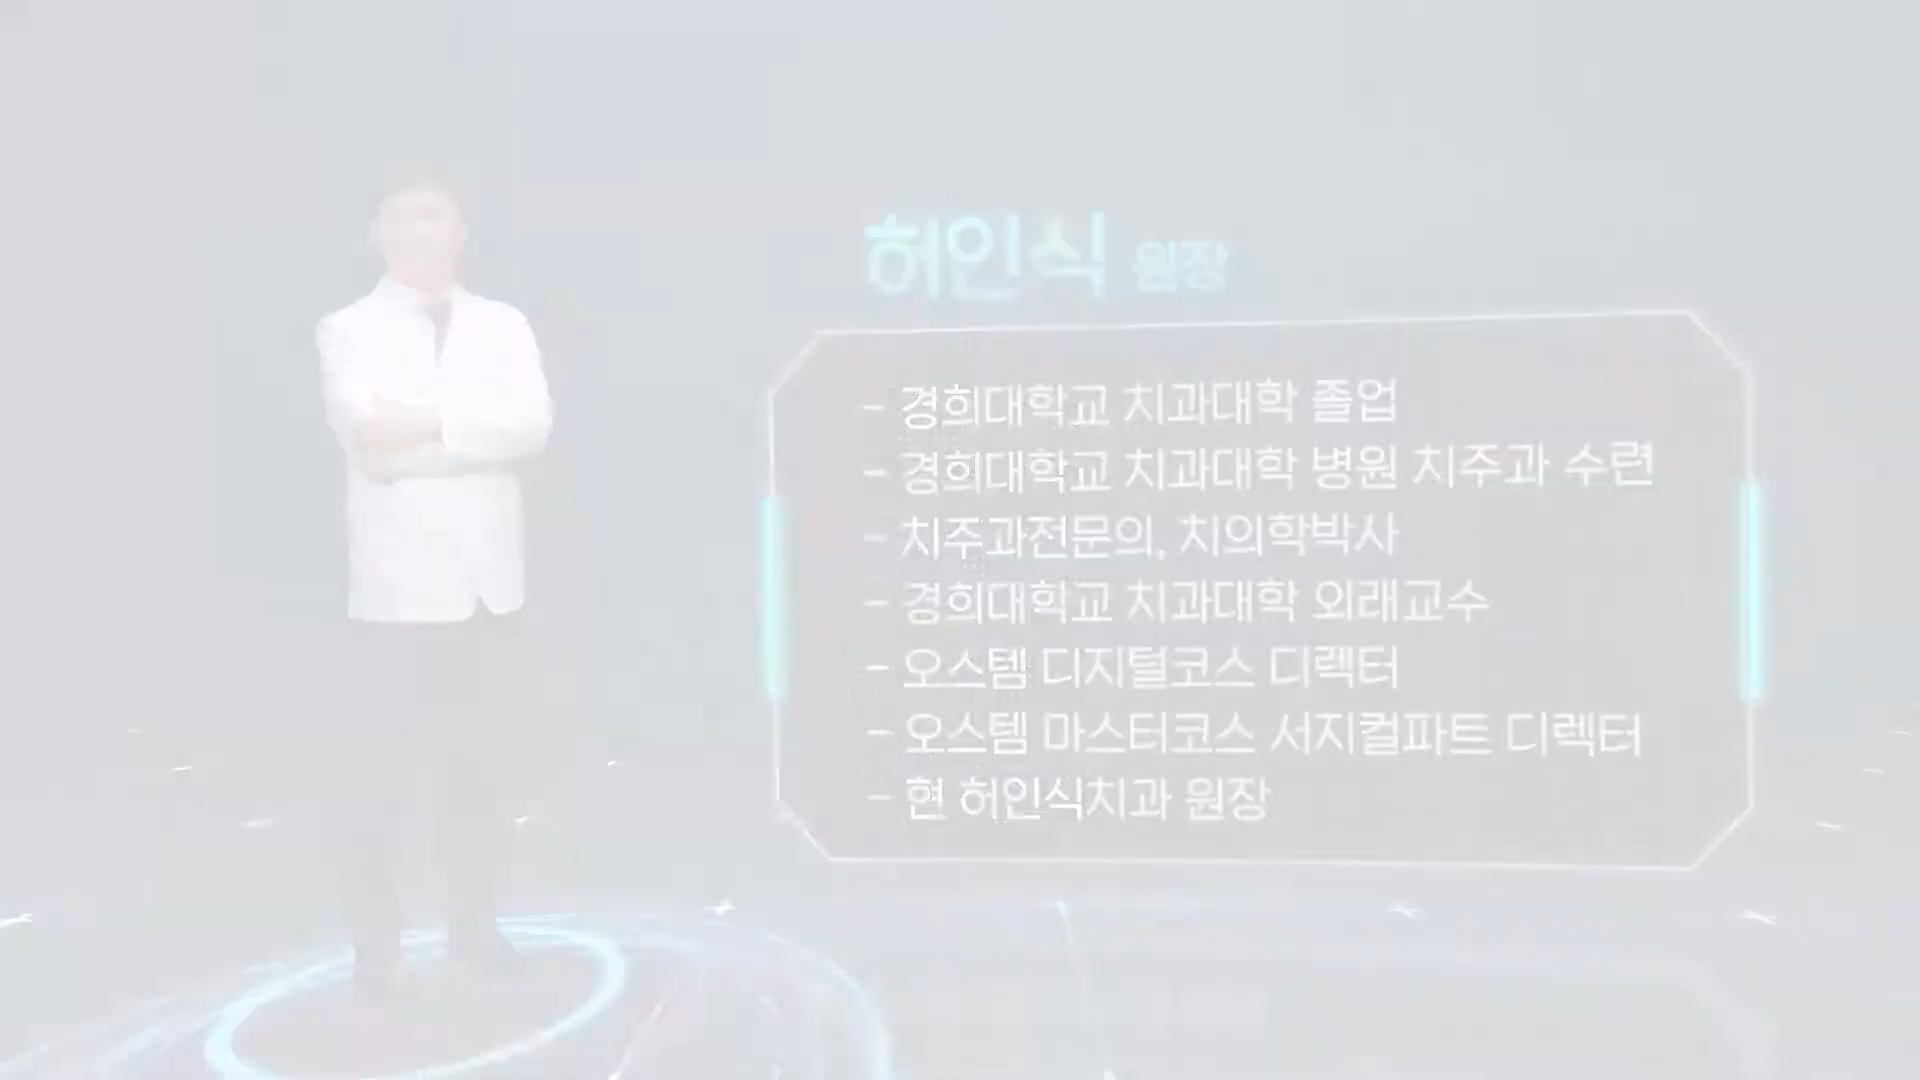 허인식 원장
- 경희대학교 치과대학 졸업
- 경희대학교 치과대학 병원 치주과 수련
- 치주과전문의, 치의학박사
- 경희대학교 치과대학 외래교수
- 오스템 디지털코스 디렉터
- 오스템 마스터코스 서지컬파트 디렉터
- 현 허인식치과 원장